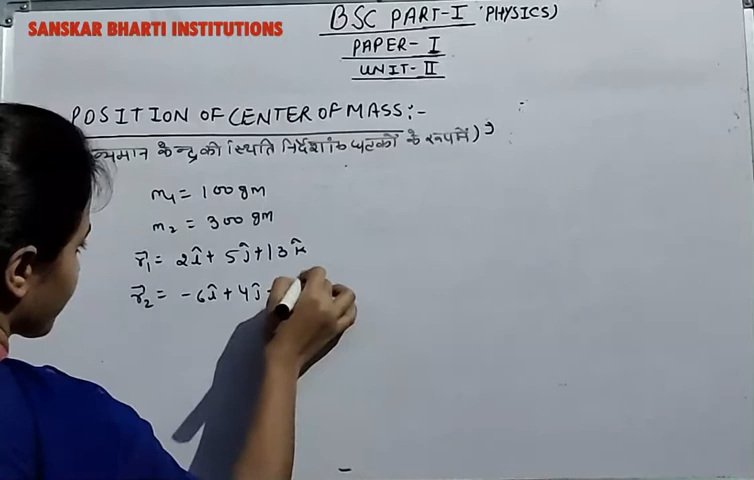 SANSKAR BHARTI INSTITUTIONS
BSC PART-I (PHYSICS)
PAPER-I
UNIT-II
POSITION OF CENTER OF MASS:-
केन्द्र की स्थिति निर्देशांक घटकों के रूप में)
m₁ = 100 gm
m₂ = 300 gm
r⃗₁ = 2î + 5ĵ + 13k̂
r⃗₂ = -6î + 4ĵ -